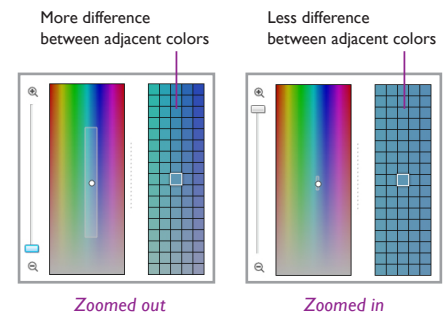 More difference
between adjacent colors
Less difference
between adjacent colors
Zoomed out
Zoomed in